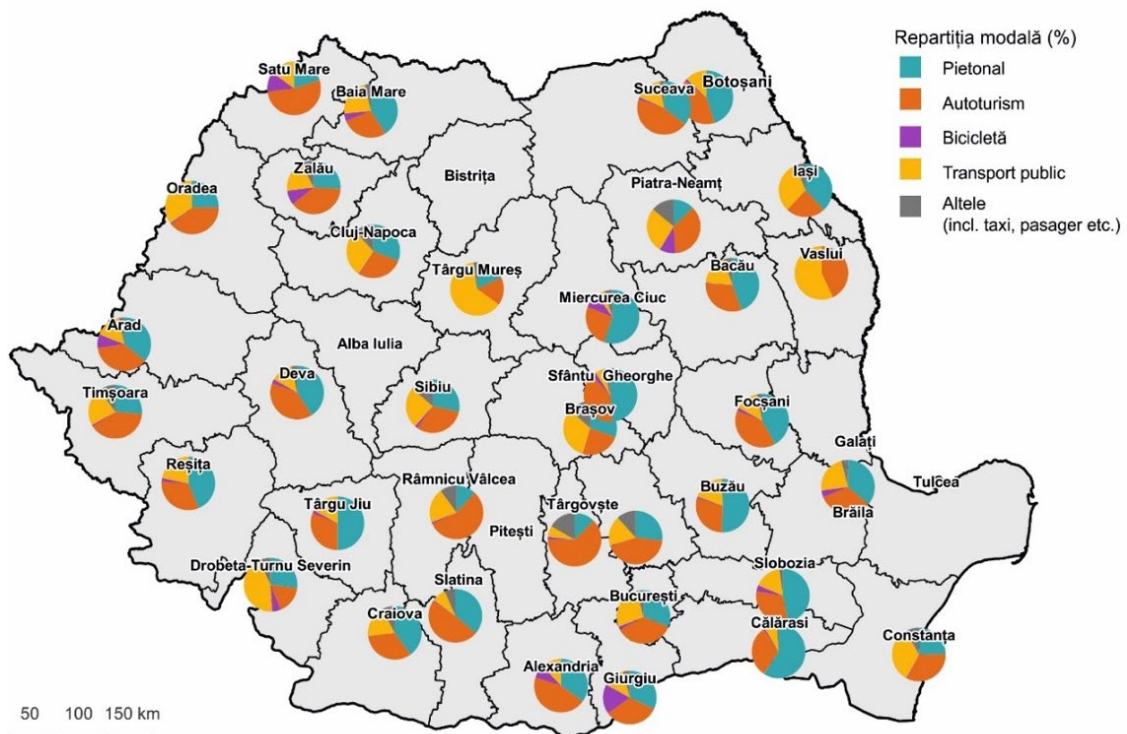 Repartiția modală (%)
Pietonal
Autoturism
Bicicletă
Transport public
Altele
(incl. taxi, pasager etc.)
Satu Mare
Baia Mare
Suceava
Botoșani
Zalău
Bistrița
Piatra-Neamț
Iași
Oradea
Cluj-Napoca
Târgu Mureș
Bacău
Vaslui
Miercurea Ciuc
Arad
Alba Iulia
Deva
Sibiu
Sfântu Gheorghe
Timșoara
Brașov
Focșani
Galați
Reșița
Râmnicu Vâlcea
Târgu Jiu
Târgovște
Buzău
Tulcea
Brăila
Pitești
Drobeta-Turnu Severin
Slatina
Slobozia
București
Craiova
Călărasi
Constanța
Alexandria
Giurgiu
50 100 150 km